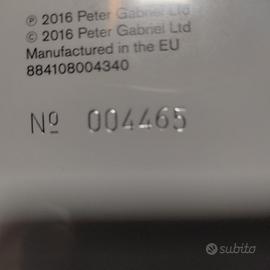 ℗ 2016 Peter Gabriel Ltd
© 2016 Peter Gabriel Ltd
Manufactured in the EU
884108004340
Nº 004465
subito